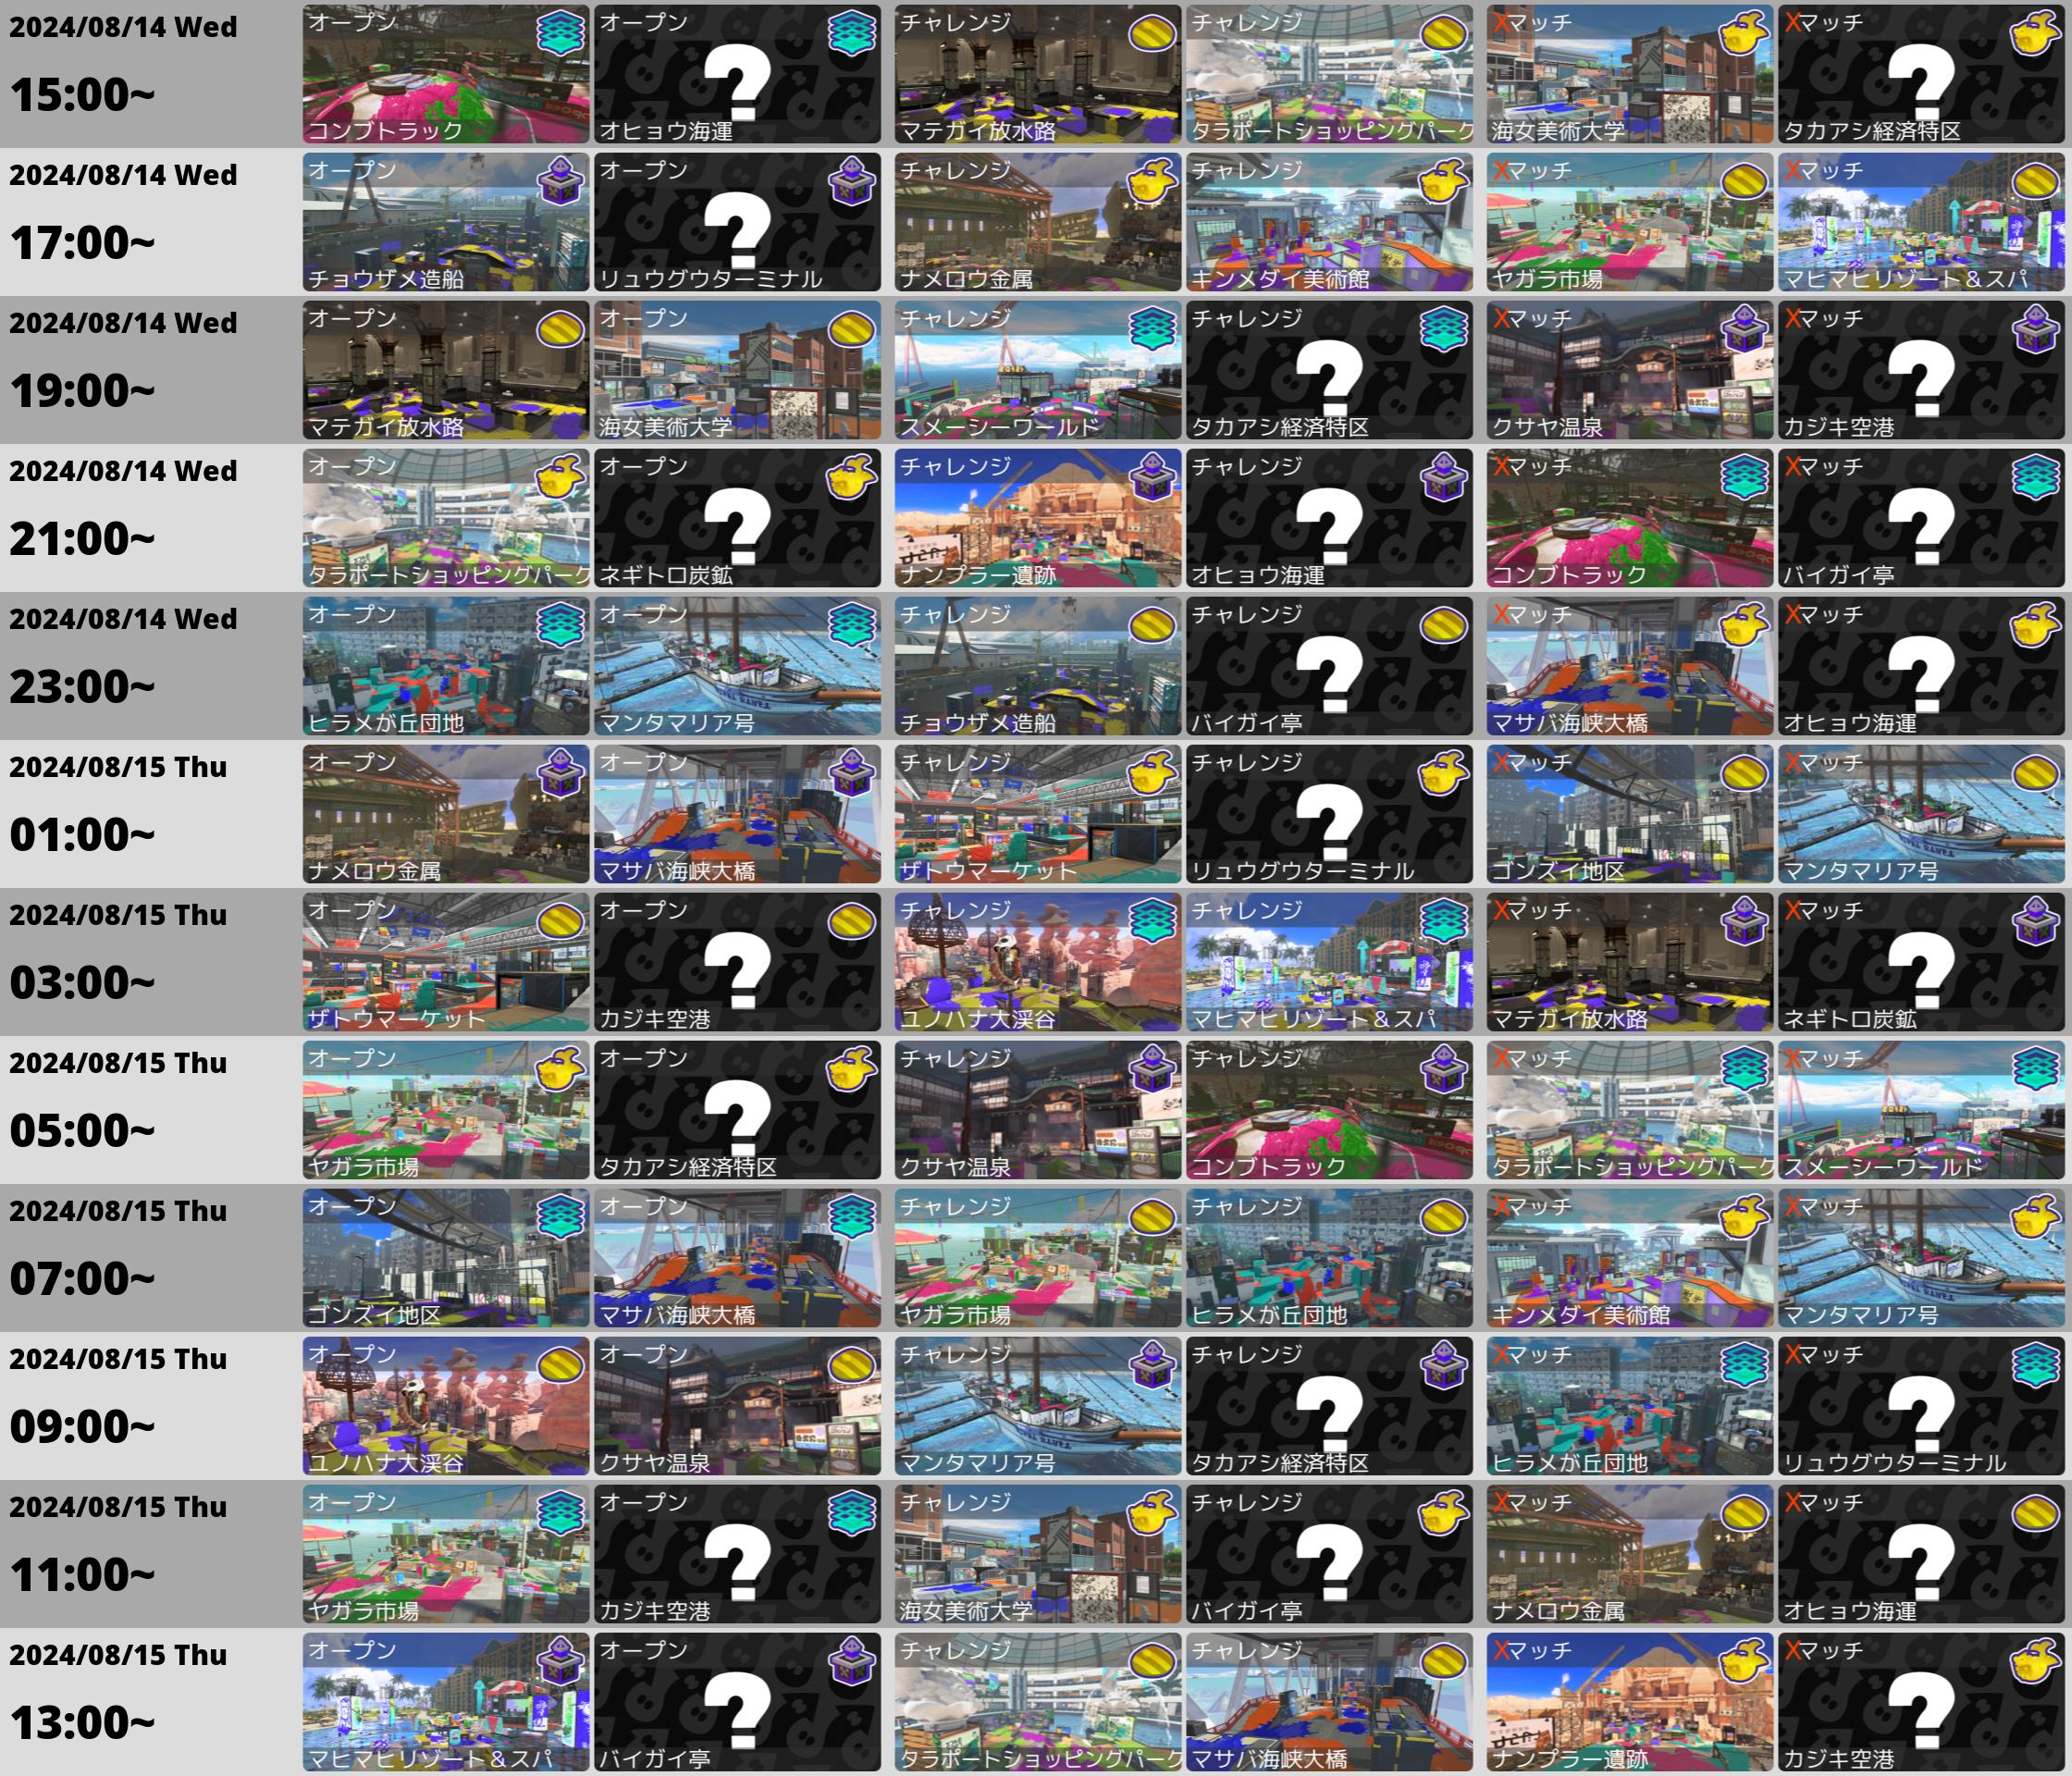 2024/08/14 Wed
15:00~
オープン オープン チャレンジ チャレンジ Xマッチ Xマッチ
コンブトラック オヒョウ海運 マテガイ放水路 タラポートショッピングパーク 海女美術大学 タカアシ経済特区
2024/08/14 Wed
17:00~
オープン オープン チャレンジ チャレンジ Xマッチ Xマッチ
チョウザメ造船 リュウグウターミナル ナメロウ金属 キンメダイ美術館 ヤガラ市場 マヒマヒリゾート&スパ
2024/08/14 Wed
19:00~
オープン オープン チャレンジ チャレンジ Xマッチ Xマッチ
マテガイ放水路 海女美術大学 スメーシーワールド タカアシ経済特区 クサヤ温泉 カジキ空港
2024/08/14 Wed
21:00~
オープン オープン チャレンジ チャレンジ Xマッチ Xマッチ
タラポートショッピングパーク ネギトロ炭鉱 ナンプラー遺跡 オヒョウ海運 コンブトラック バイガイ亭
2024/08/14 Wed
23:00~
オープン オープン チャレンジ チャレンジ Xマッチ Xマッチ
ヒラメが丘団地 マンタマリア号 チョウザメ造船 バイガイ亭 マサバ海峡大橋 オヒョウ海運
2024/08/15 Thu
01:00~
オープン オープン チャレンジ チャレンジ Xマッチ Xマッチ
ナメロウ金属 マサバ海峡大橋 ザトウマーケット リュウグウターミナル ゴンズイ地区 マンタマリア号
2024/08/15 Thu
03:00~
オープン オープン チャレンジ チャレンジ Xマッチ Xマッチ
ザトウマーケット カジキ空港 ユノハナ大渓谷 マヒマヒリゾート&スパ マテガイ放水路 ネギトロ炭鉱
2024/08/15 Thu
05:00~
オープン オープン チャレンジ チャレンジ Xマッチ Xマッチ
ヤガラ市場 タカアシ経済特区 クサヤ温泉 コンブトラック タラポートショッピングパーク スメーシーワールド
2024/08/15 Thu
07:00~
オープン オープン チャレンジ チャレンジ Xマッチ Xマッチ
ゴンズイ地区 マサバ海峡大橋 ヤガラ市場 ヒラメが丘団地 キンメダイ美術館 マンタマリア号
2024/08/15 Thu
09:00~
オープン オープン チャレンジ チャレンジ Xマッチ Xマッチ
ユノハナ大渓谷 クサヤ温泉 マンタマリア号 タカアシ経済特区 ヒラメが丘団地 リュウグウターミナル
2024/08/15 Thu
11:00~
オープン オープン チャレンジ チャレンジ Xマッチ Xマッチ
ヤガラ市場 カジキ空港 海女美術大学 バイガイ亭 ナメロウ金属 オヒョウ海運
2024/08/15 Thu
13:00~
オープン オープン チャレンジ チャレンジ Xマッチ Xマッチ
マヒマヒリゾート&スパ バイガイ亭 タラポートショッピングパーク マサバ海峡大橋 ナンプラー遺跡 カジキ空港